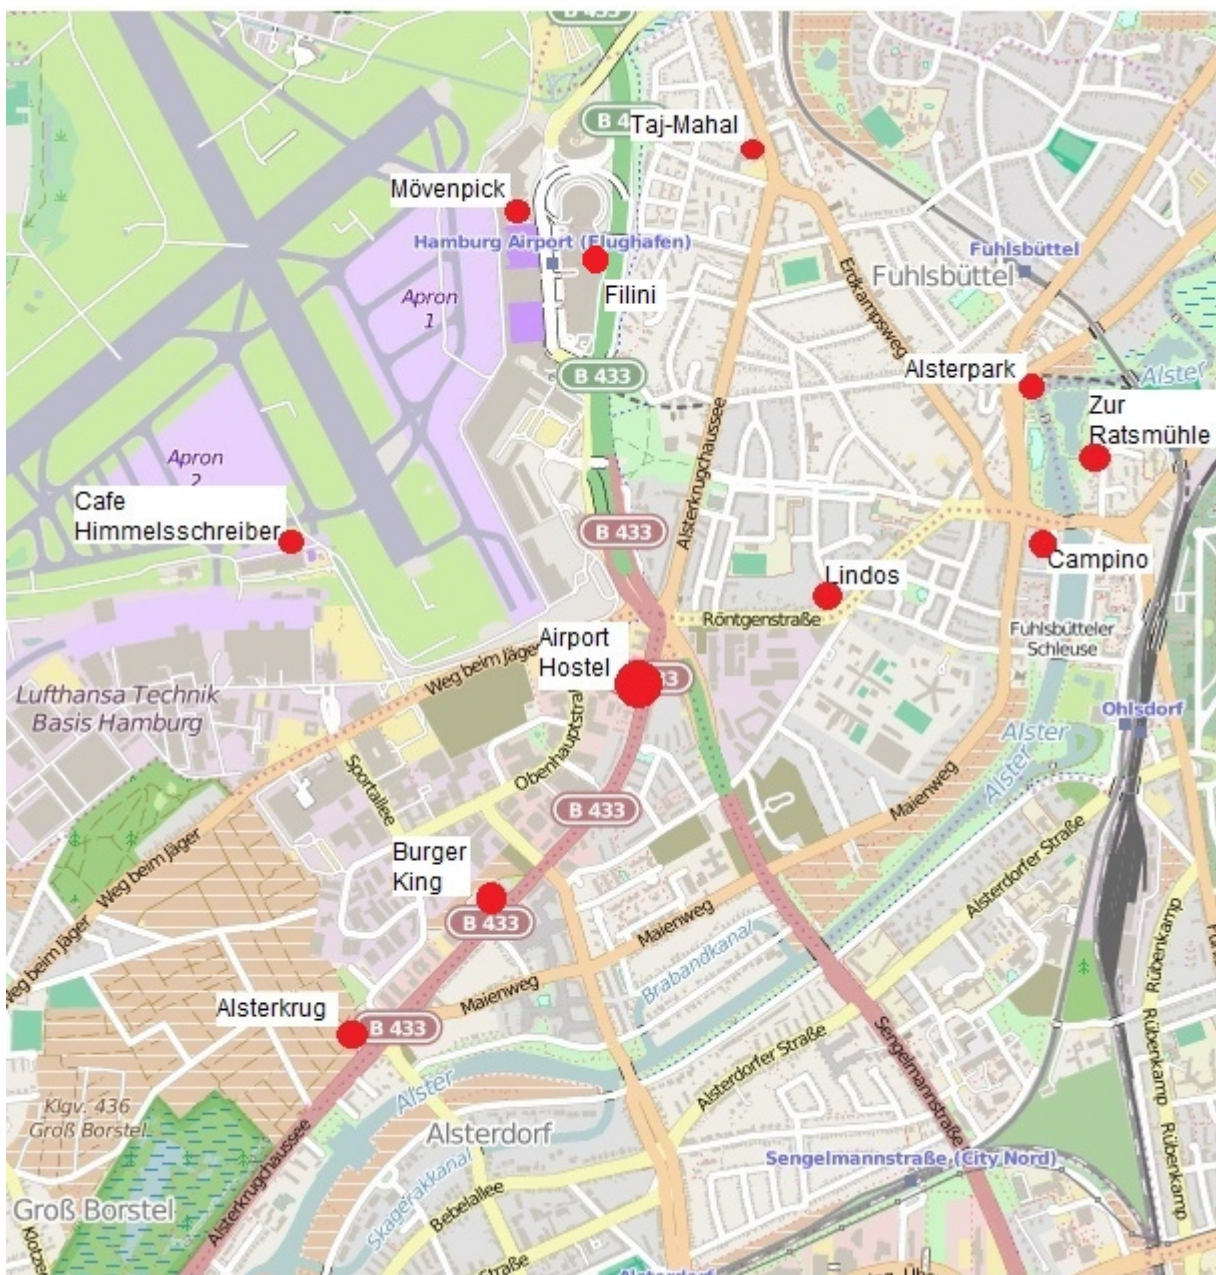 B 433
Taj-Mahal
Mövenpick
Hamburg Airport (Flughafen)
Fuhlsbüttel
Fuhlsbüttel
Apron
1
Filini
Erdkampsweg
B 433
Alsterpark
Alster
Zur
Ratsmühle
Alsterkrugchaussee
Apron
2
Cafe
Himmelsschreiber
B 433
Campino
Lindos
Röntgenstraße
Fuhlsbütteler
Schleuse
Airport
Hostel
Weg beim Jäger
Lufthansa Technik
Basis Hamburg
Ohlsdorf
Alster
Alster
Sportallee
Obenhauptstraß
B 433
Maienweg
Weg beim Jäger
Burger
King
B 433
Alsterdorfer Straße
Maienweg
Brabandkanal
Rübenkamp
Weg beim Jäger
Alsterkrug
Maienweg
B 433
Sengelmannstraße
Rübenkamp
Alsterdorfer Straße
Alster
Klgv. 436
Groß Borstel
Alsterdorf
Rübenkamp
Sengelmannstraße (City Nord)
Alsterkrugchaussee
Skagerakkanal
Bebelallee
Groß Borstel
Alsterdorf